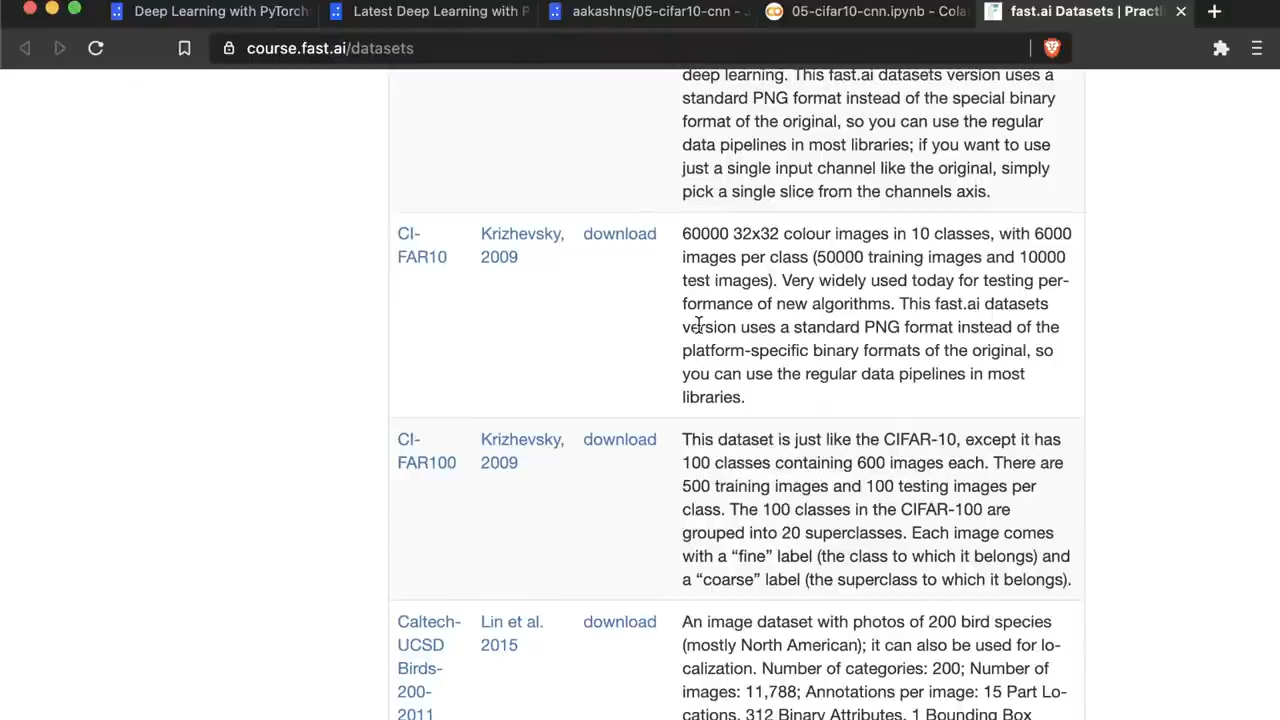 Deep Learning with PyTorch
Latest Deep Learning with P
aakashns/05-cifar10-cnn -
05-cifar10-cnn.ipynb - Cola
fast.ai Datasets | Practi
course.fast.ai/datasets
deep learning. This fast.ai datasets version uses a
standard PNG format instead of the special binary
format of the original, so you can use the regular
data pipelines in most libraries; if you want to use
just a single input channel like the original, simply
pick a single slice from the channels axis.
CI-
FAR10
Krizhevsky,
2009
download
60000 32x32 colour images in 10 classes, with 6000
images per class (50000 training images and 10000
test images). Very widely used today for testing per-
formance of new algorithms. This fast.ai datasets
version uses a standard PNG format instead of the
platform-specific binary formats of the original, so
you can use the regular data pipelines in most
libraries.
CI-
FAR100
Krizhevsky,
2009
download
This dataset is just like the CIFAR-10, except it has
100 classes containing 600 images each. There are
500 training images and 100 testing images per
class. The 100 classes in the CIFAR-100 are
grouped into 20 superclasses. Each image comes
with a “fine” label (the class to which it belongs) and
a “coarse” label (the superclass to which it belongs).
Caltech-
UCSD
Birds-
200-
2011
Lin et al.
2015
download
An image dataset with photos of 200 bird species
(mostly North American); it can also be used for lo-
calization. Number of categories: 200; Number of
images: 11,788; Annotations per image: 15 Part Lo-
cations, 312 Binary Attributes, 1 Bounding Box